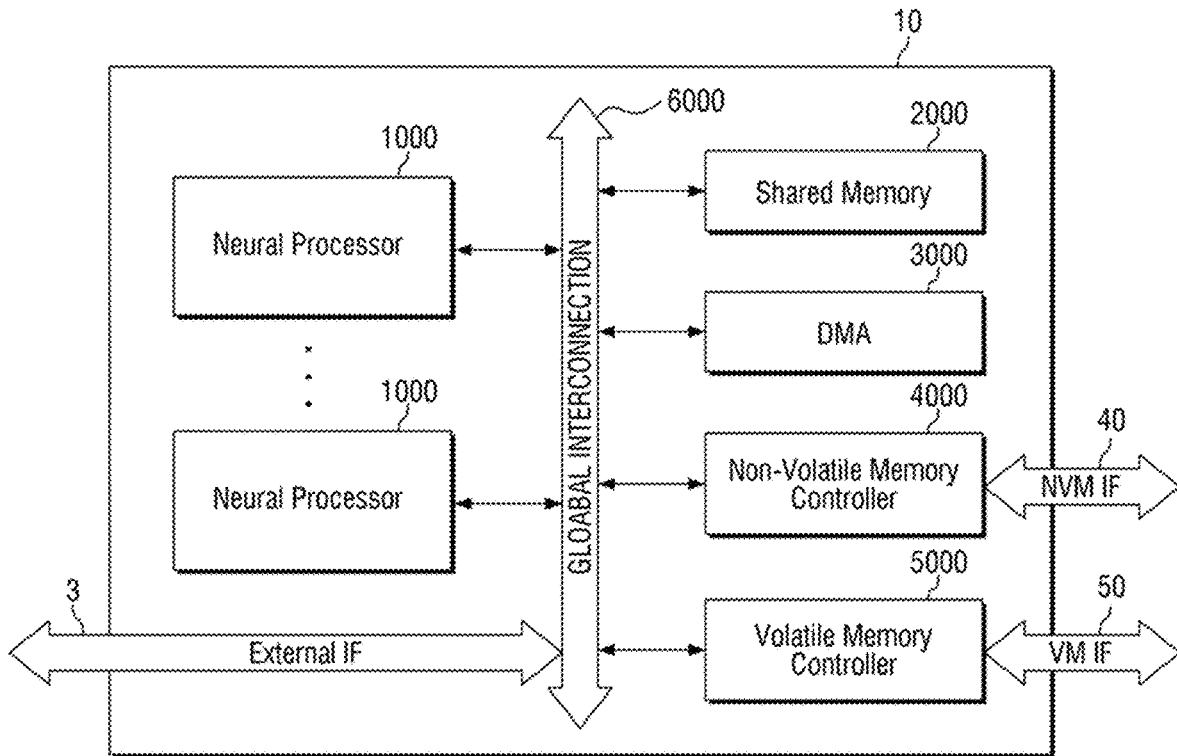 10
6000
1000
2000
Neural Processor
Shared Memory
3000
DMA
1000
4000
Neural Processor
Non-Volatile Memory
Controller
40
NVM IF
GLOABAL INTERCONNECTION
5000
3
External IF
Volatile Memory
Controller
50
VM IF